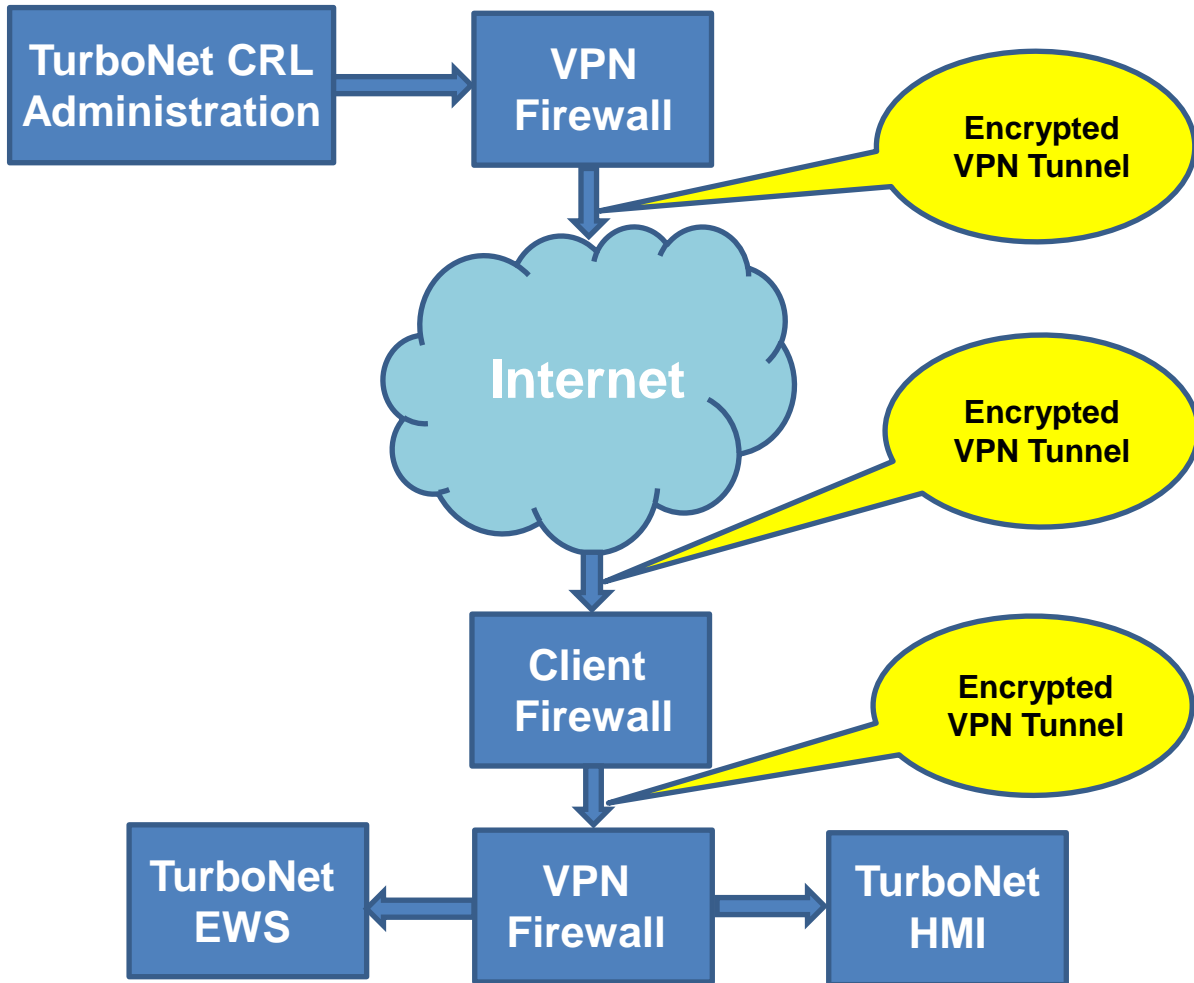 TurboNet CRL
Administration
VPN
Firewall
Encrypted
VPN Tunnel
Internet
Encrypted
VPN Tunnel
Client
Firewall
Encrypted
VPN Tunnel
TurboNet
EWS
VPN
Firewall
TurboNet
HMI